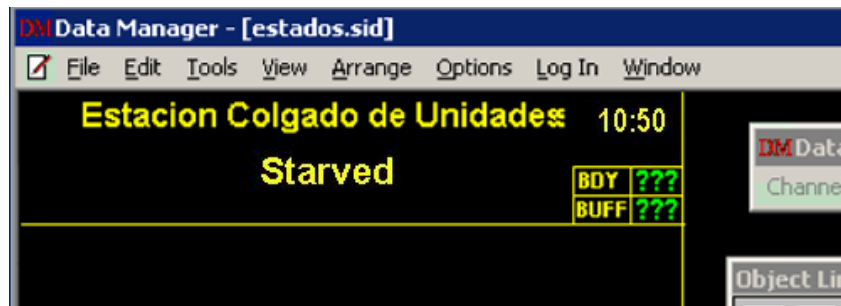 DM Data Manager - [estados.sid]
File Edit Tools View Arrange Options Log In Window
Estacion Colgado de Unidades 10:50
Starved
BDY ???
BUFF ???
DM Data
Channe
Object Li